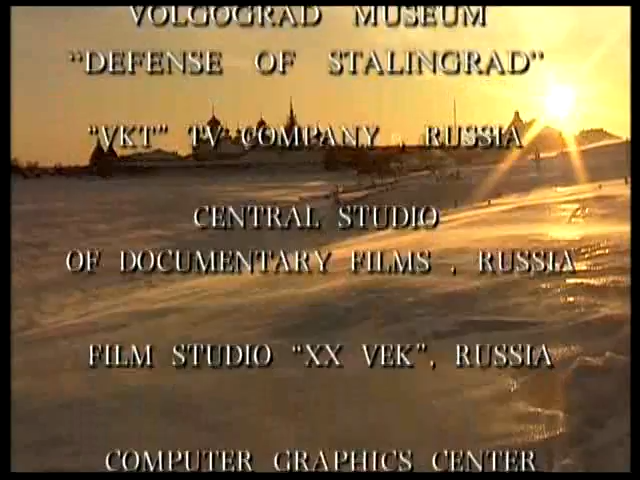 VOLGOGRAD MUSEUM
"DEFENSE OF STALINGRAD"
"VKT" TV COMPANY RUSSIA
CENTRAL STUDIO
OF DOCUMENTARY FILMS , RUSSIA
FILM STUDIO "XX VEK", RUSSIA
COMPUTER GRAPHICS CENTER